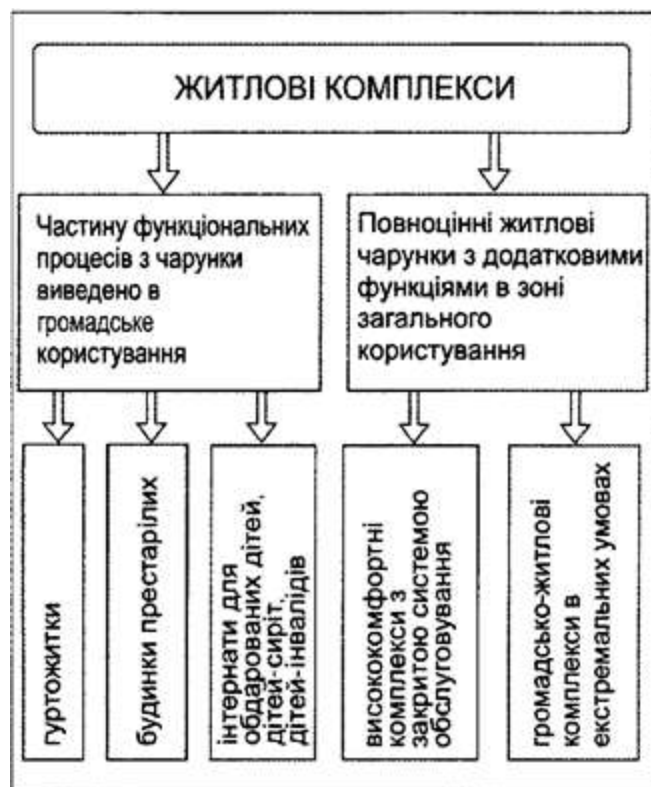 ЖИТЛОВІ КОМПЛЕКСИ
Частину функціональних
процесів з чарунки
виведено в
громадське
користування
Повноцінні житлові
чарунки з додатковими
функціями в зоні
загального
користування
гуртожитки
будинки престарілих
інтернати для
обдарованих дітей,
дітей-сиріт,
дітей-інвалідів
висококомфортні
комплекси з
закритою системою
обслуговування
громадсько-житлові
комплекси в
екстремальних умовах